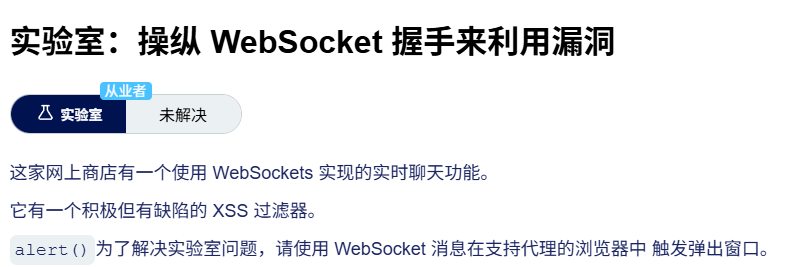 实验室：操纵 WebSocket 握手来利用漏洞
从业者
实验室 未解决
这家网上商店有一个使用 WebSockets 实现的实时聊天功能。
它有一个积极但有缺陷的 XSS 过滤器。
alert()为了解决实验室问题，请使用 WebSocket 消息在支持代理的浏览器中 触发弹出窗口。